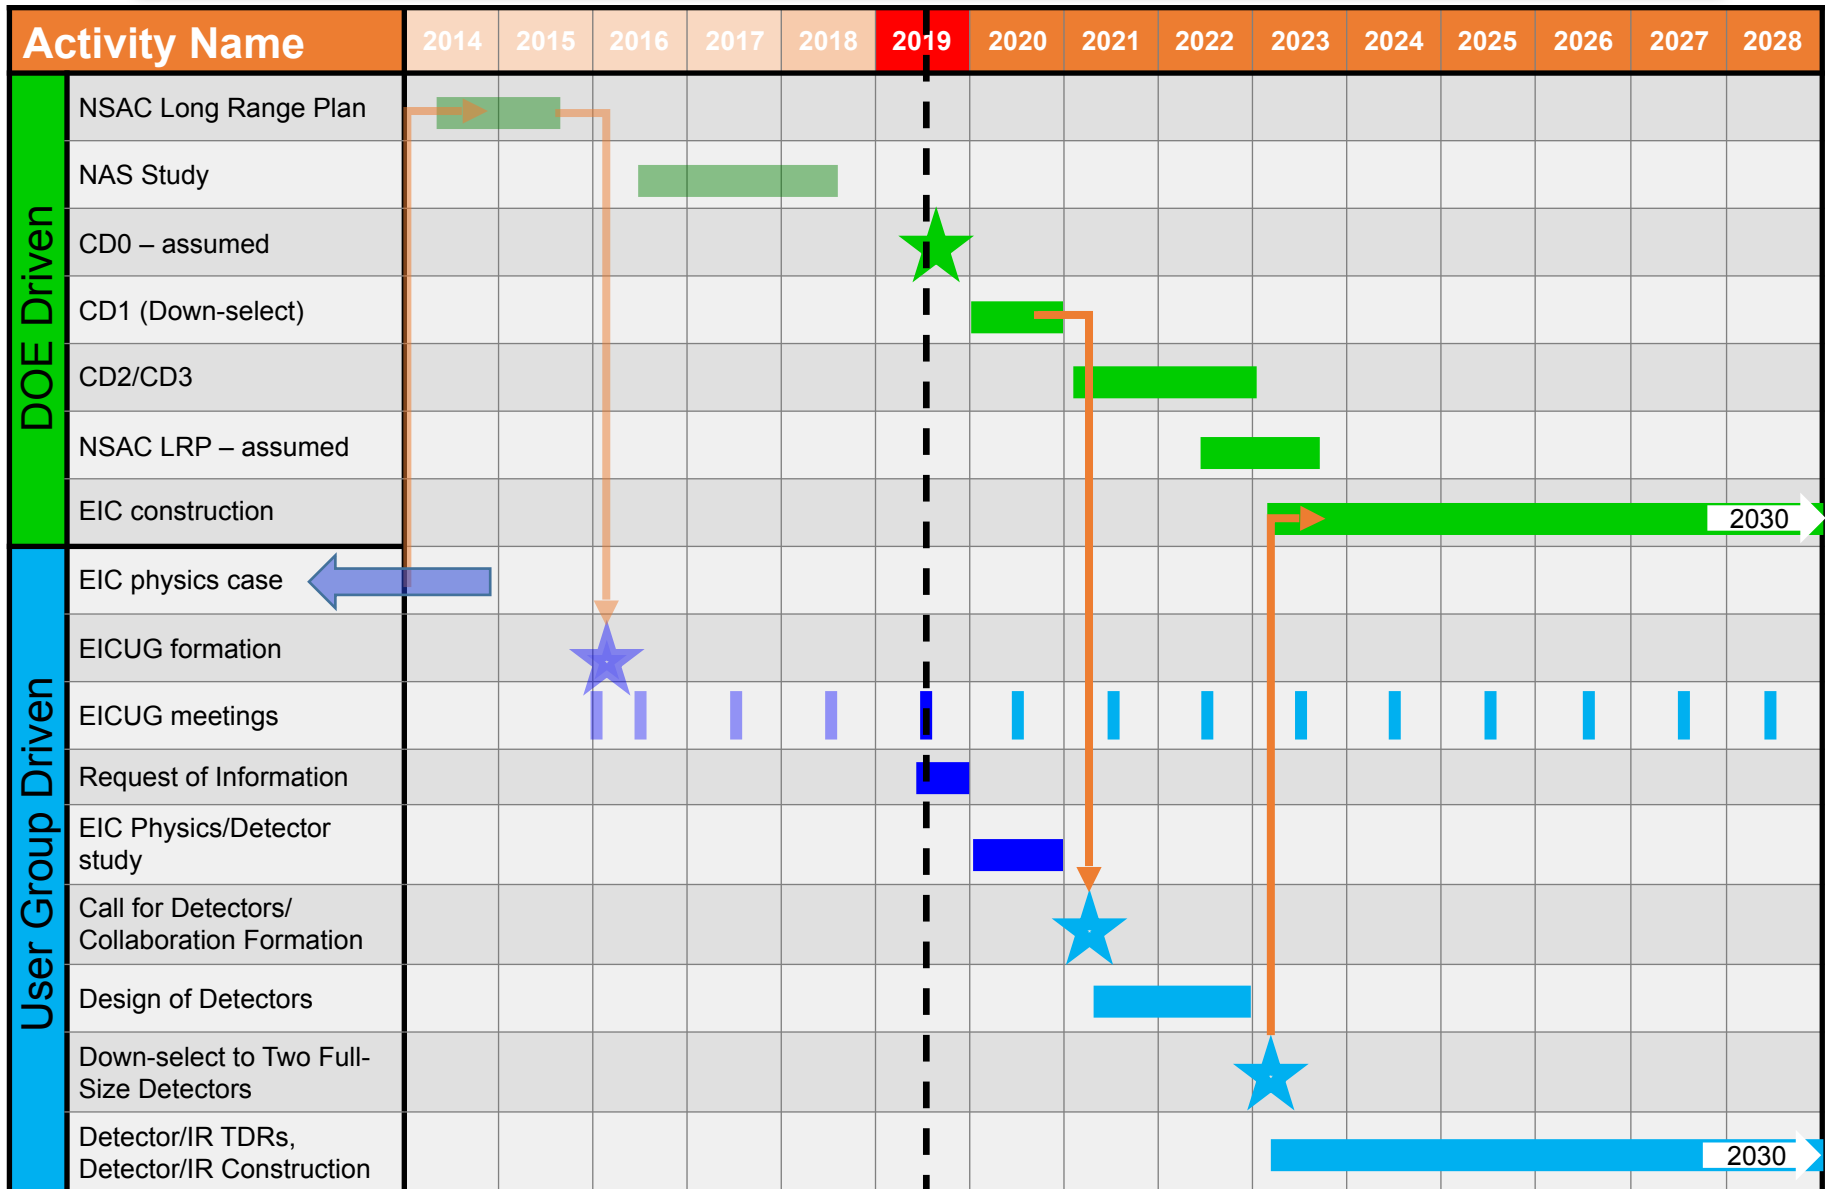 Activity Name 2014 2015 2016 2017 2018 2019 2020 2021 2022 2023 2024 2025 2026 2027 2028
DOE Driven
NSAC Long Range Plan
NAS Study
CD0 – assumed
CD1 (Down-select)
CD2/CD3
NSAC LRP – assumed
EIC construction
2030
User Group Driven
EIC physics case
EICUG formation
EICUG meetings
Request of Information
EIC Physics/Detector
study
Call for Detectors/
Collaboration Formation
Design of Detectors
Down-select to Two Full-
Size Detectors
Detector/IR TDRs,
Detector/IR Construction
2030